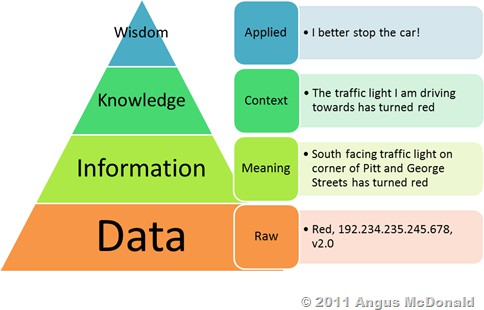 Wisdom
Applied
• I better stop the car!
Knowledge
Context
• The traffic light I am driving
towards has turned red
Information
Meaning
• South facing traffic light on
corner of Pitt and George
Streets has turned red
Data
Raw
• Red, 192.234.235.245.678,
v2.0
© 2011 Angus McDonald